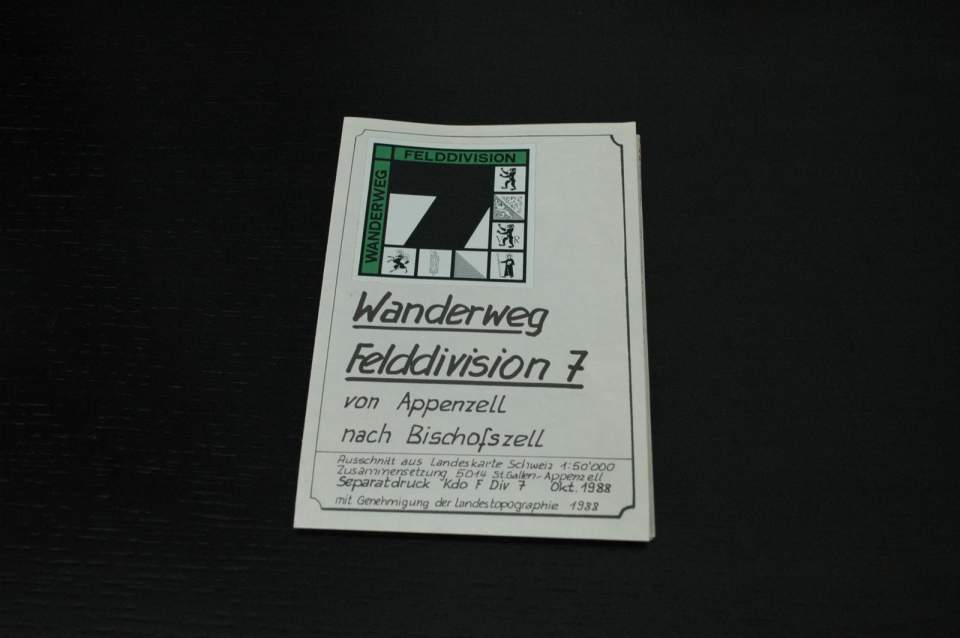 FELDDIVISION
WANDERWEG
7
Wanderweg
Felddivision 7
von Appenzell
nach Bischofszell
Ausschnitt aus Landeskarte Schweiz 1:50'000
Zusammensetzung 5014 St.Gallen-Appenzell
Separatdruck Kdo F Div 7 Okt. 1988
mit Genehmigung der Landestopographie 1988